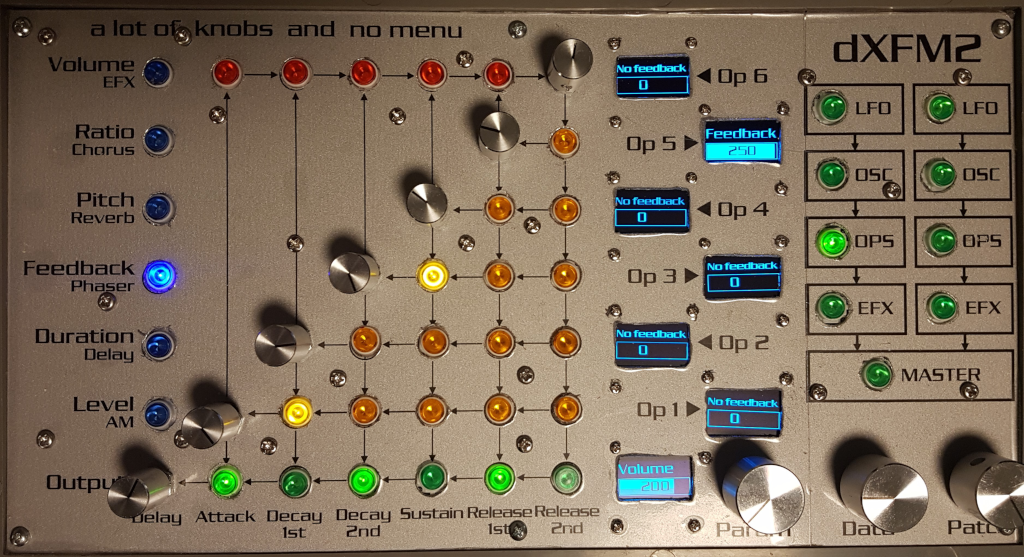 a lot of knobs and no menu
dXFM2
Volume
EFX
No feedback
0
Op 6
LFO
LFO
Ratio
Chorus
Op 5
Feedback
250
OSC
OSC
Pitch
Reverb
No feedback
0
Op 4
OPS
OPS
Feedback
Phaser
Op 3
No feedback
0
EFX
EFX
Duration
Delay
No feedback
0
Op 2
MASTER
Level
AM
Op 1
No feedback
0
Output
Volume
200
Delay
Attack
Decay
1st
Decay
2nd
Sustain
Release
1st
Release
2nd